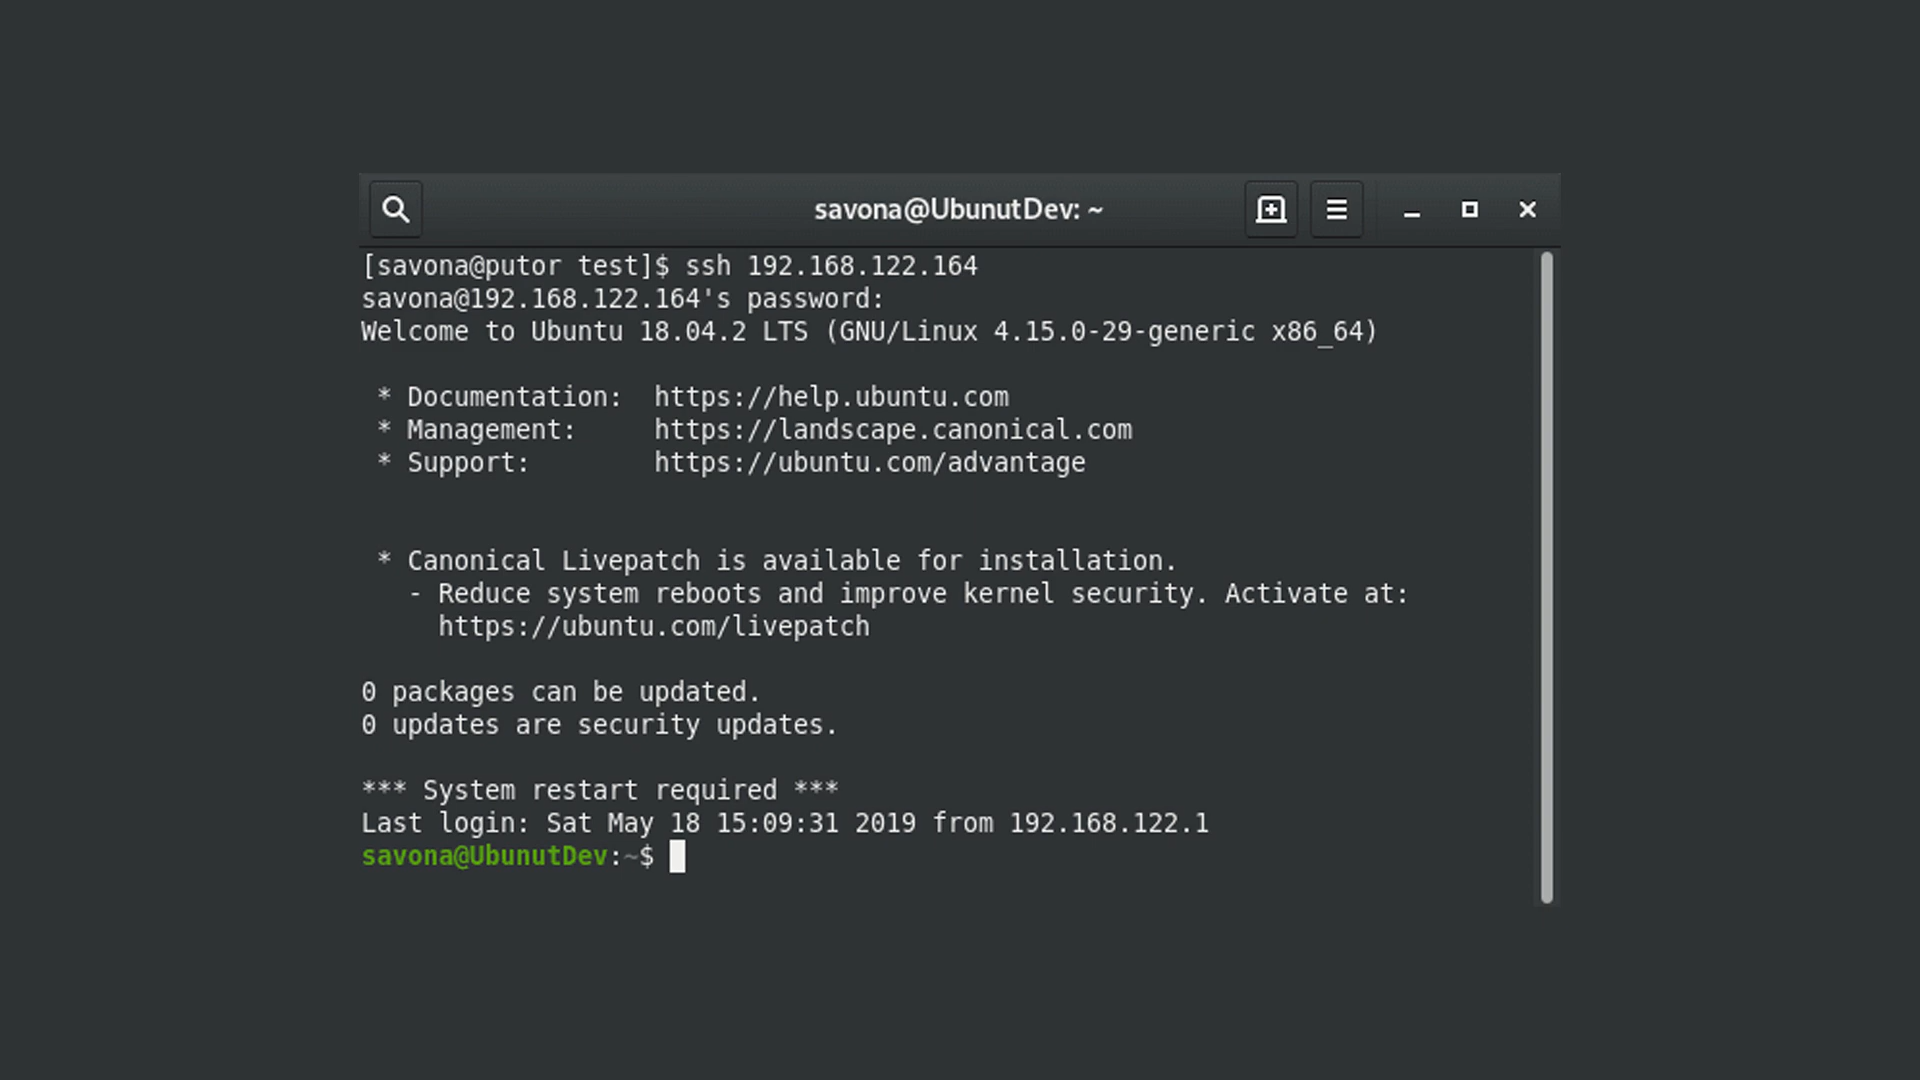 savona@UbunutDev: ~
[savona@putor test]$ ssh 192.168.122.164
savona@192.168.122.164's password:
Welcome to Ubuntu 18.04.2 LTS (GNU/Linux 4.15.0-29-generic x86_64)
* Documentation:  https://help.ubuntu.com
* Management:     https://landscape.canonical.com
* Support:        https://ubuntu.com/advantage
* Canonical Livepatch is available for installation.
- Reduce system reboots and improve kernel security. Activate at:
https://ubuntu.com/livepatch
0 packages can be updated.
0 updates are security updates.
*** System restart required ***
Last login: Sat May 18 15:09:31 2019 from 192.168.122.1
savona@UbunutDev:~$